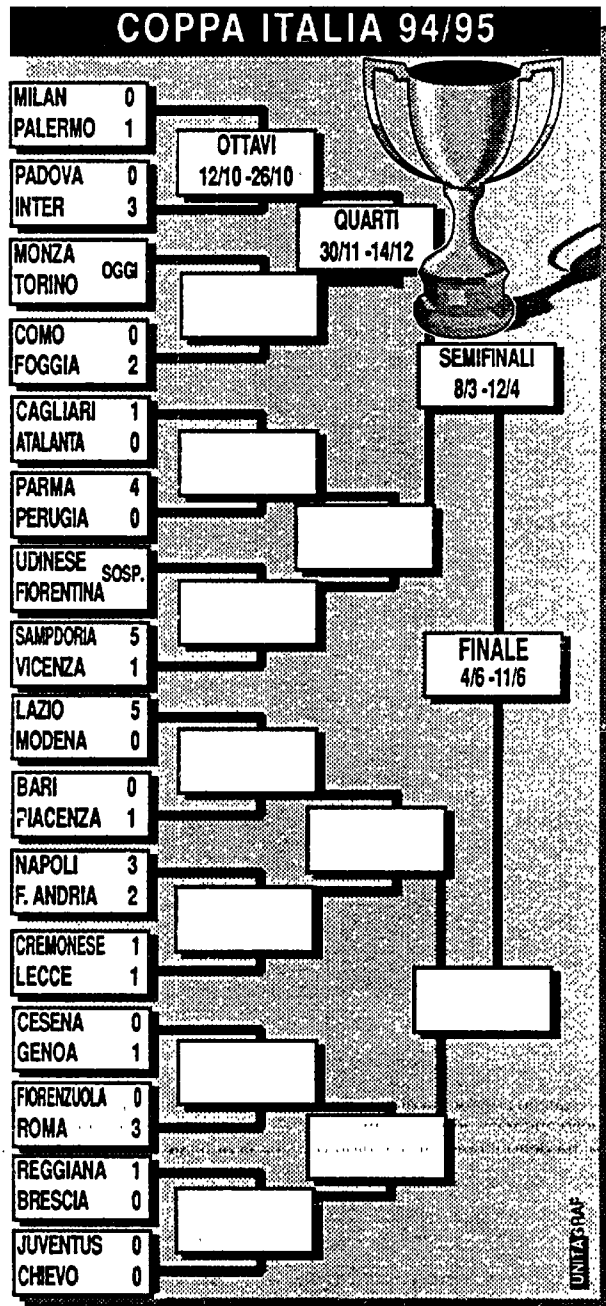 COPPA ITALIA 94/95
MILAN 0
PALERMO 1
PADOVA 0
INTER 3
MONZA
TORINO
OGGI
COMO 0
FOGGIA 2
CAGLIARI 1
ATALANTA 0
PARMA 4
PERUGIA 0
UDINESE
FIORENTINA
SOSP.
SAMPDORIA 5
VICENZA 1
LAZIO 5
MODENA 0
BARI 0
PIACENZA 1
NAPOLI 3
F. ANDRIA 2
CREMONESE 1
LECCE 1
CESENA 0
GENOA 1
FIORENZUOLA 0
ROMA 3
REGGIANA 1
BRESCIA 0
JUVENTUS 0
CHIEVO 0
OTTAVI
12/10 -26/10
QUARTI
30/11 -14/12
SEMIFINALI
8/3 -12/4
FINALE
4/6 -11/6
UNITAGRAF